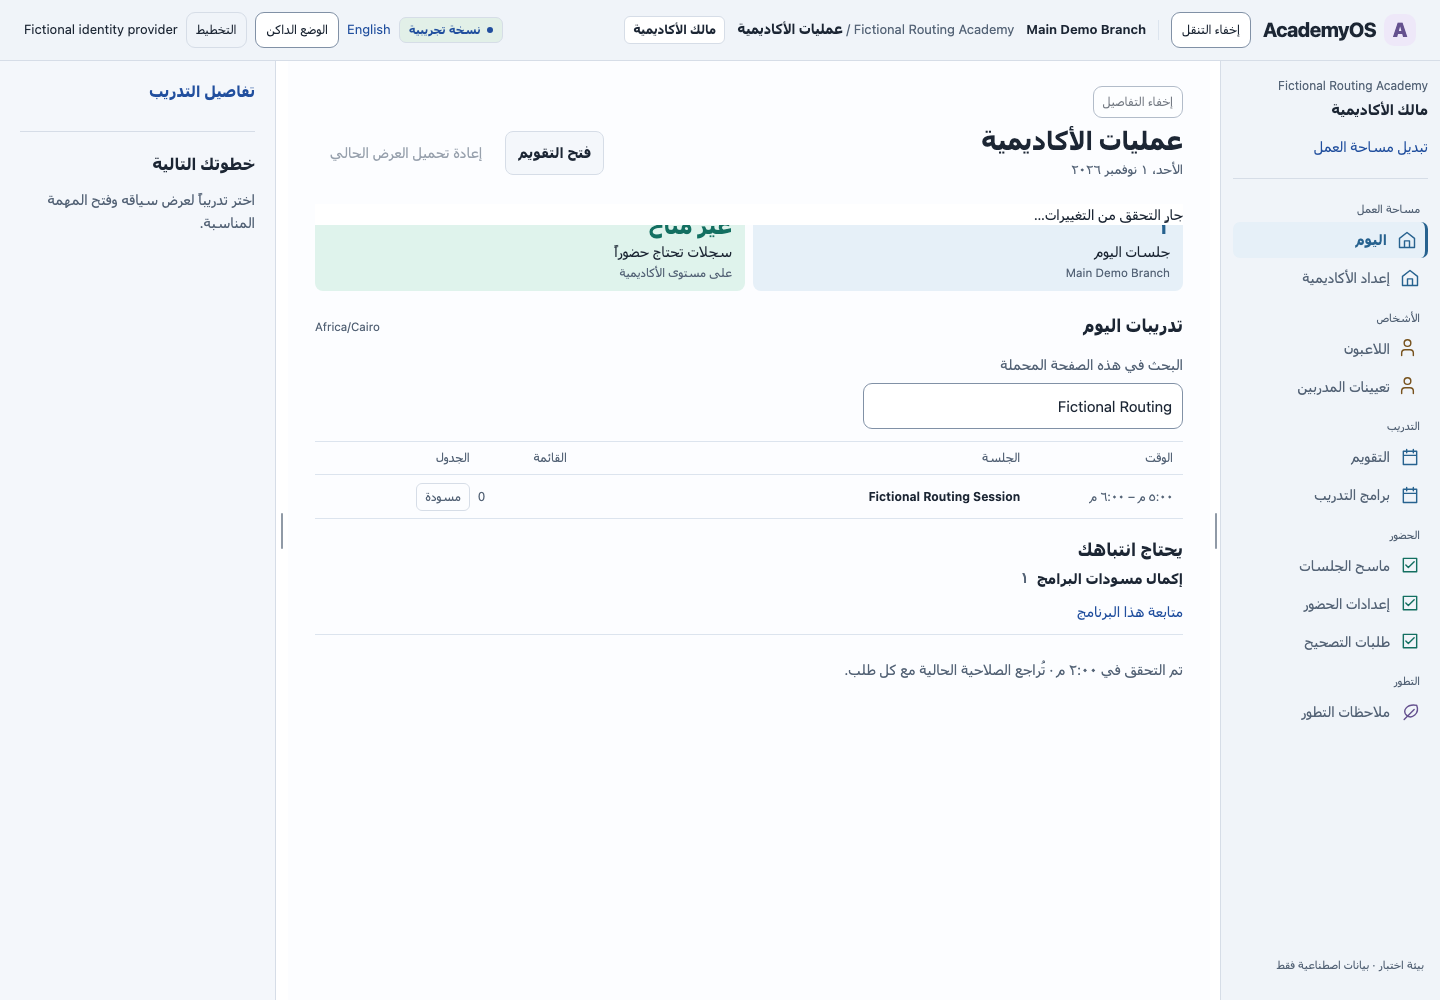 A AcademyOS
إخفاء التنقل
Main Demo Branch
Fictional Routing Academy / عمليات الأكاديمية
مالك الأكاديمية
نسخة تجريبية
English
الوضع الداكن
التخطيط
Fictional identity provider
Fictional Routing Academy
مالك الأكاديمية
تبديل مساحة العمل
مساحة العمل
اليوم
إعداد الأكاديمية
الأشخاص
اللاعبون
تعيينات المدربين
التدريب
التقويم
برامج التدريب
الحضور
ماسح الجلسات
إعدادات الحضور
طلبات التصحيح
التطور
ملاحظات التطور
بيئة اختبار · بيانات اصطناعية فقط
إخفاء التفاصيل
عمليات الأكاديمية
الأحد، ١ نوفمبر ٢٠٢٦
فتح التقويم
إعادة تحميل العرض الحالي
جارٍ التحقق من التغييرات...
١
جلسات اليوم
Main Demo Branch
غير متاح
سجلات تحتاج حضوراً
على مستوى الأكاديمية
تدريبات اليوم
Africa/Cairo
البحث في هذه الصفحة المحملة
Fictional Routing
الوقت الجلسة القائمة الجدول
٥:٠٠ م – ٦:٠٠ م Fictional Routing Session 0 مسودة
يحتاج انتباهك
إكمال مسودات البرامج ١
متابعة هذا البرنامج
تم التحقق في ٢:٠٠ م · تُراجع الصلاحية الحالية مع كل طلب.
تفاصيل التدريب
خطوتك التالية
اختر تدريباً لعرض سياقه وفتح المهمة
المناسبة.